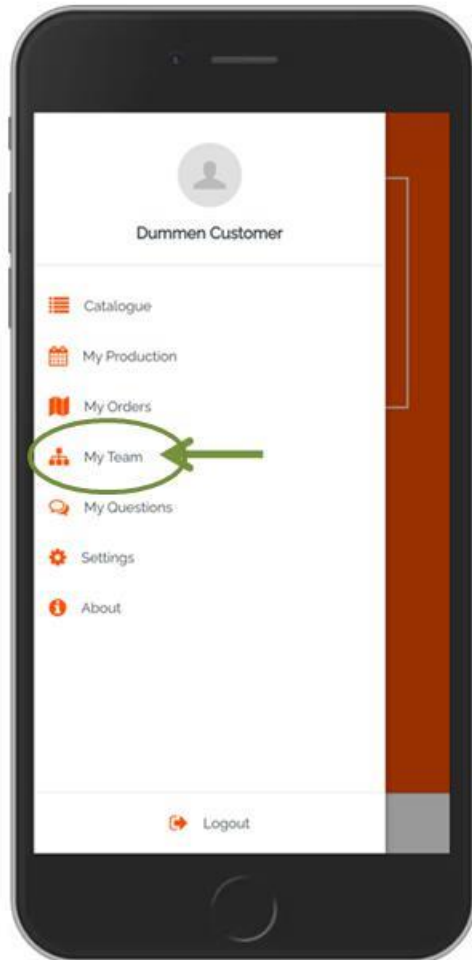 Dummen Customer
Catalogue
My Production
My Orders
My Team
My Questions
Settings
About
Logout